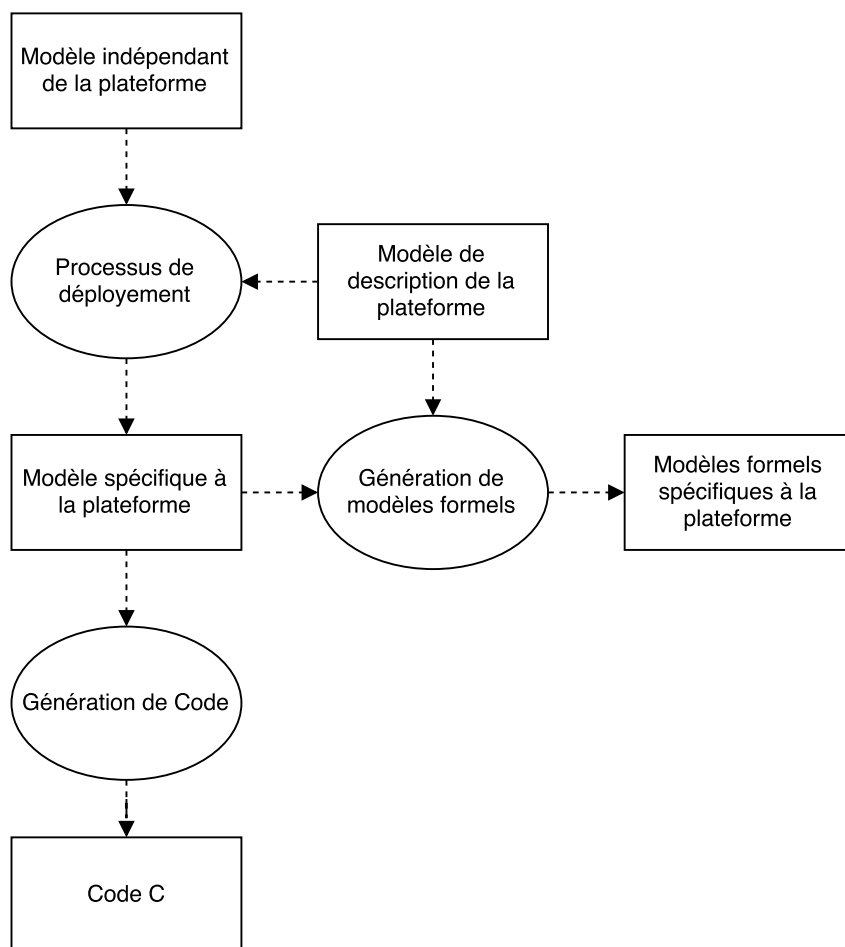 Modèle indépendant
de la plateforme
Processus de
déployement
Modèle de
description de la
plateforme
Modèle spécifique à
la plateforme
Génération de
modèles formels
Modèles formels
spécifiques à la
plateforme
Génération de Code
Code C